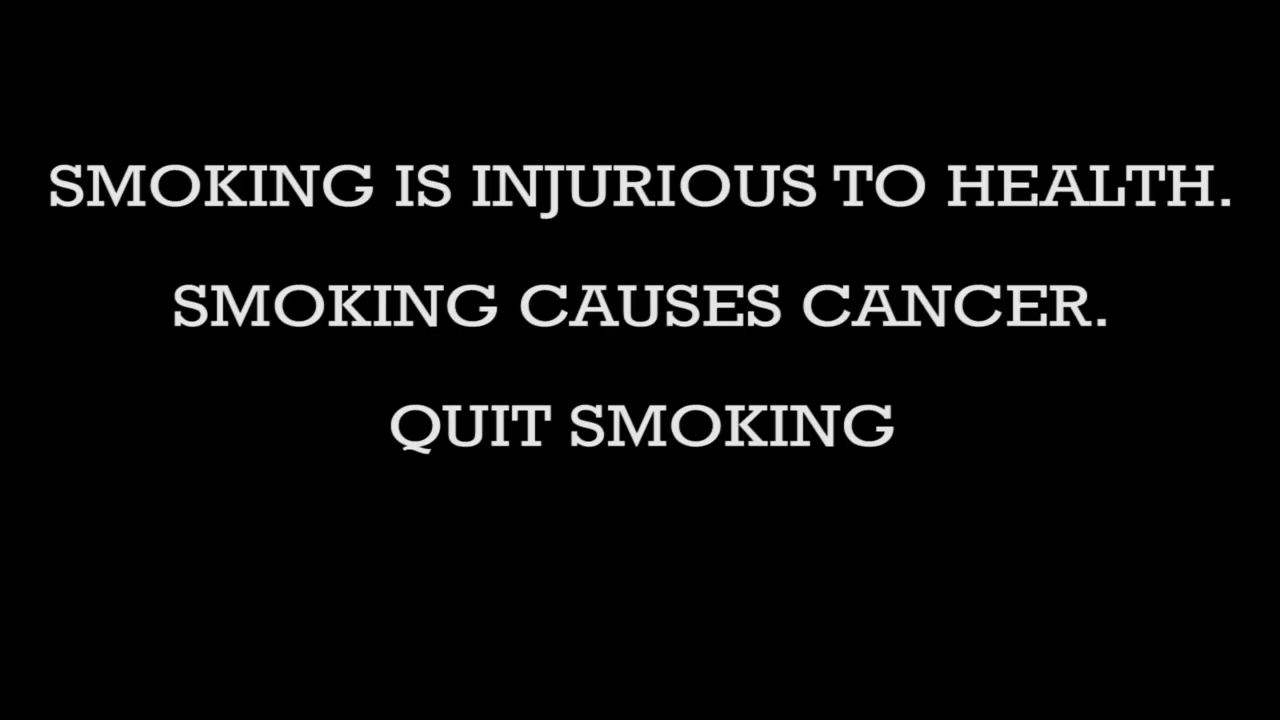 SMOKING IS INJURIOUS TO HEALTH.
SMOKING CAUSES CANCER.
QUIT SMOKING